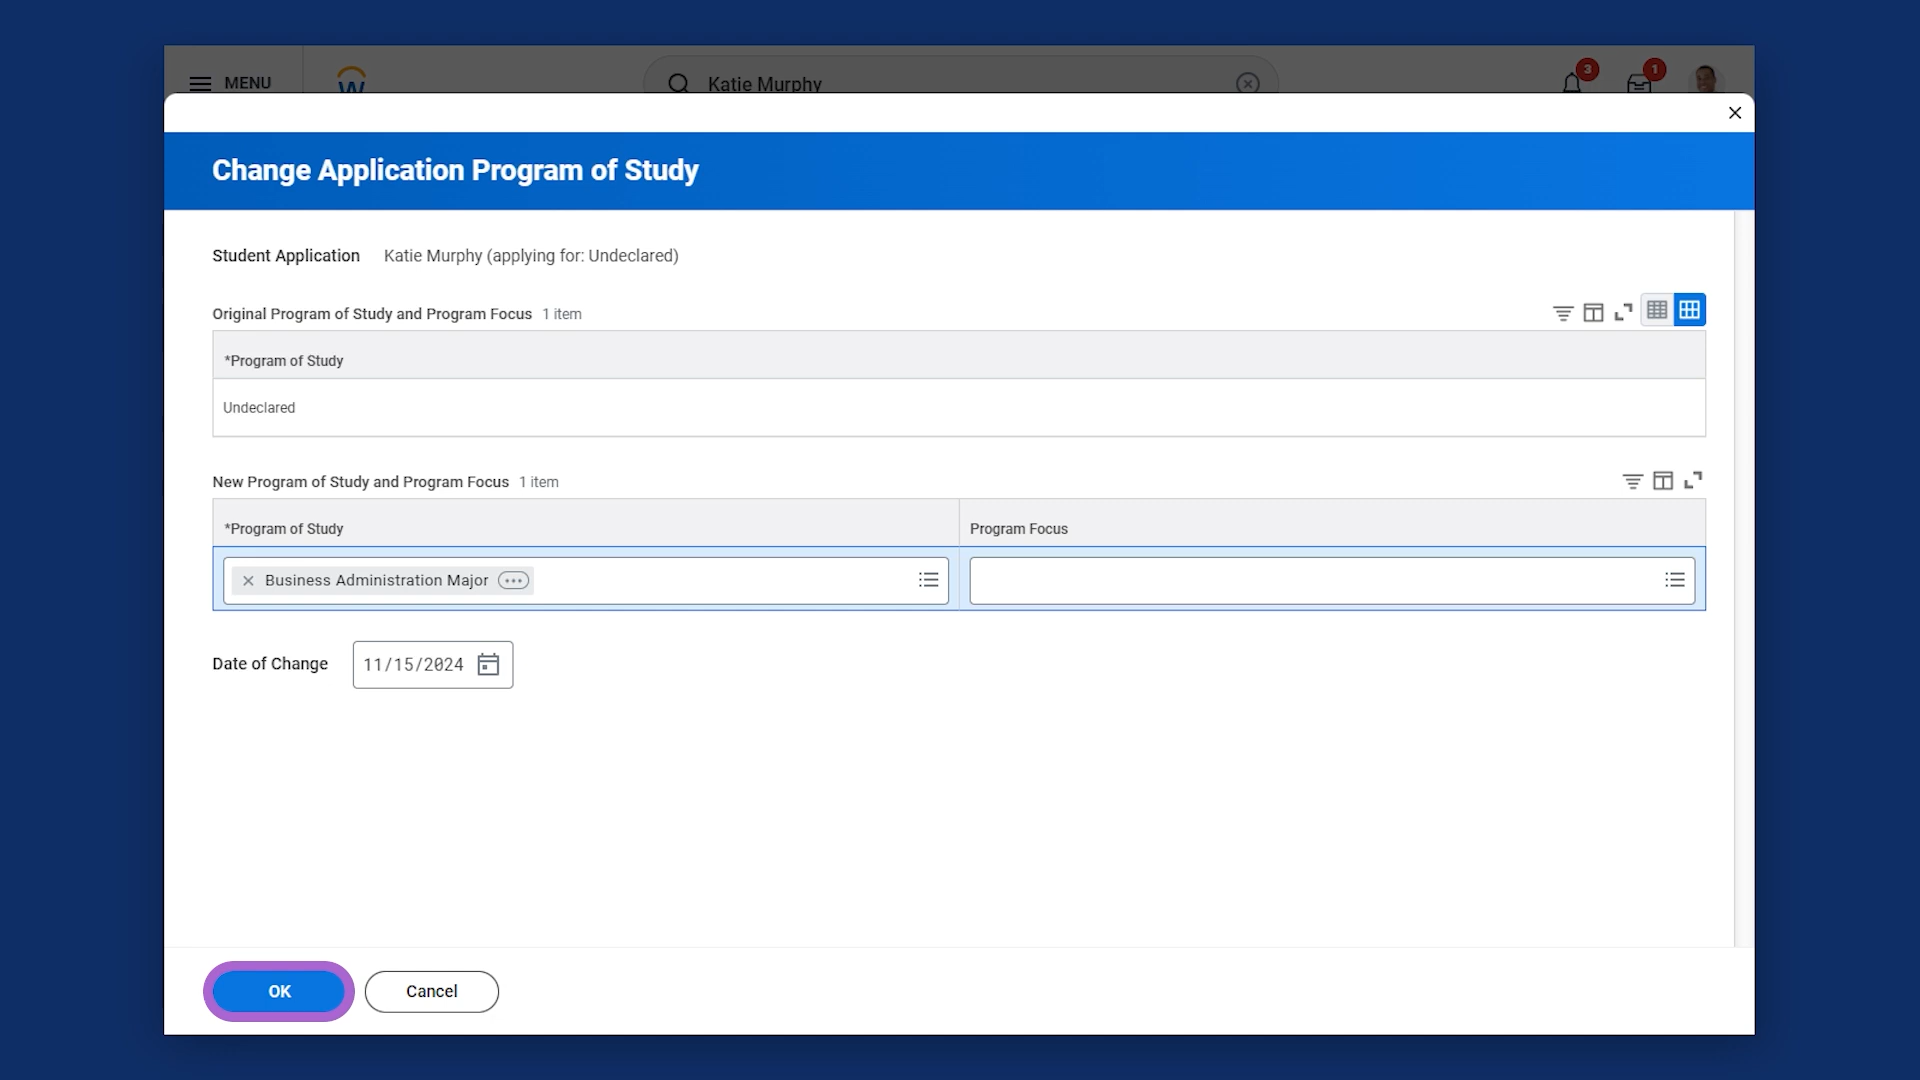 MENU
W
Katie Murphy
3
1
Change Application Program of Study
Student Application Katie Murphy (applying for: Undeclared)
Original Program of Study and Program Focus 1 item
*Program of Study
Undeclared
New Program of Study and Program Focus 1 item
*Program of Study Program Focus
Business Administration Major
Date of Change 11/15/2024
OK Cancel